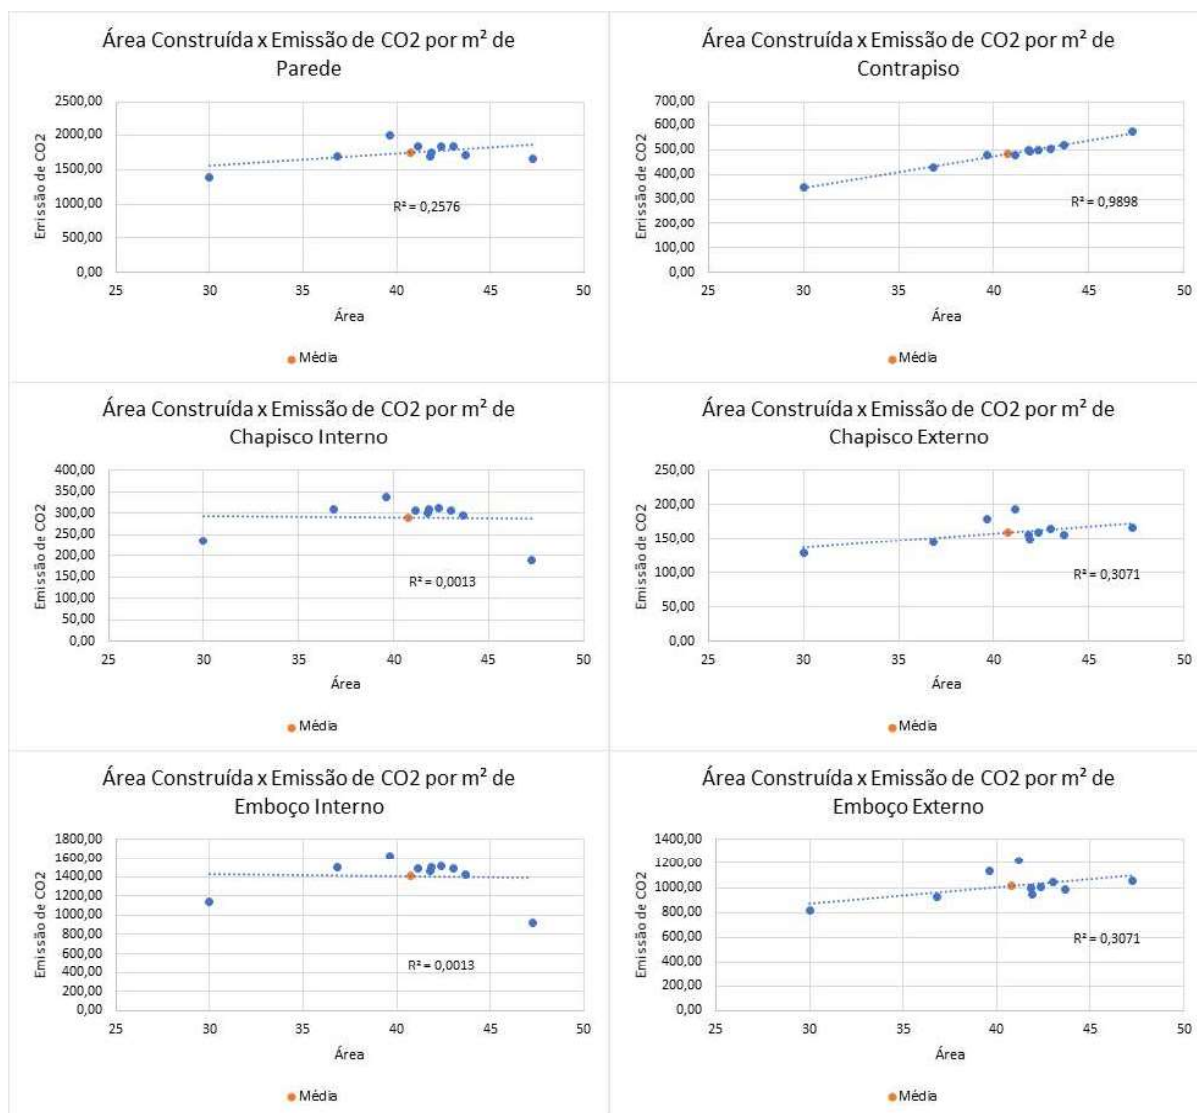 Área Construída x Emissão de CO2 por m² de
Parede
2500,00
2000,00
1500,00
1000,00
500,00
0,00
Emissão de CO2
R² = 0,2576
25 30 35 40 45 50
Área
Média
Área Construída x Emissão de CO2 por m² de
Contrapiso
700,00
600,00
500,00
400,00
300,00
200,00
100,00
0,00
Emissão de CO2
R² = 0,9898
25 30 35 40 45 50
Área
Média
Área Construída x Emissão de CO2 por m² de
Chapisco Interno
400,00
350,00
300,00
250,00
200,00
150,00
100,00
50,00
0,00
Emissão de CO2
R² = 0,0013
25 30 35 40 45 50
Área
Média
Área Construída x Emissão de CO2 por m² de
Chapisco Externo
250,00
200,00
150,00
100,00
50,00
0,00
Emissão de CO2
R² = 0,3071
25 30 35 40 45 50
Área
Média
Área Construída x Emissão de CO2 por m² de
Emboço Interno
1800,00
1600,00
1400,00
1200,00
1000,00
800,00
600,00
400,00
200,00
0,00
Emissão de CO2
R² = 0,0013
25 30 35 40 45 50
Área
Média
Área Construída x Emissão de CO2 por m² de
Emboço Externo
1400,00
1200,00
1000,00
800,00
600,00
400,00
200,00
0,00
Emissão de CO2
R² = 0,3071
25 30 35 40 45 50
Área
Média